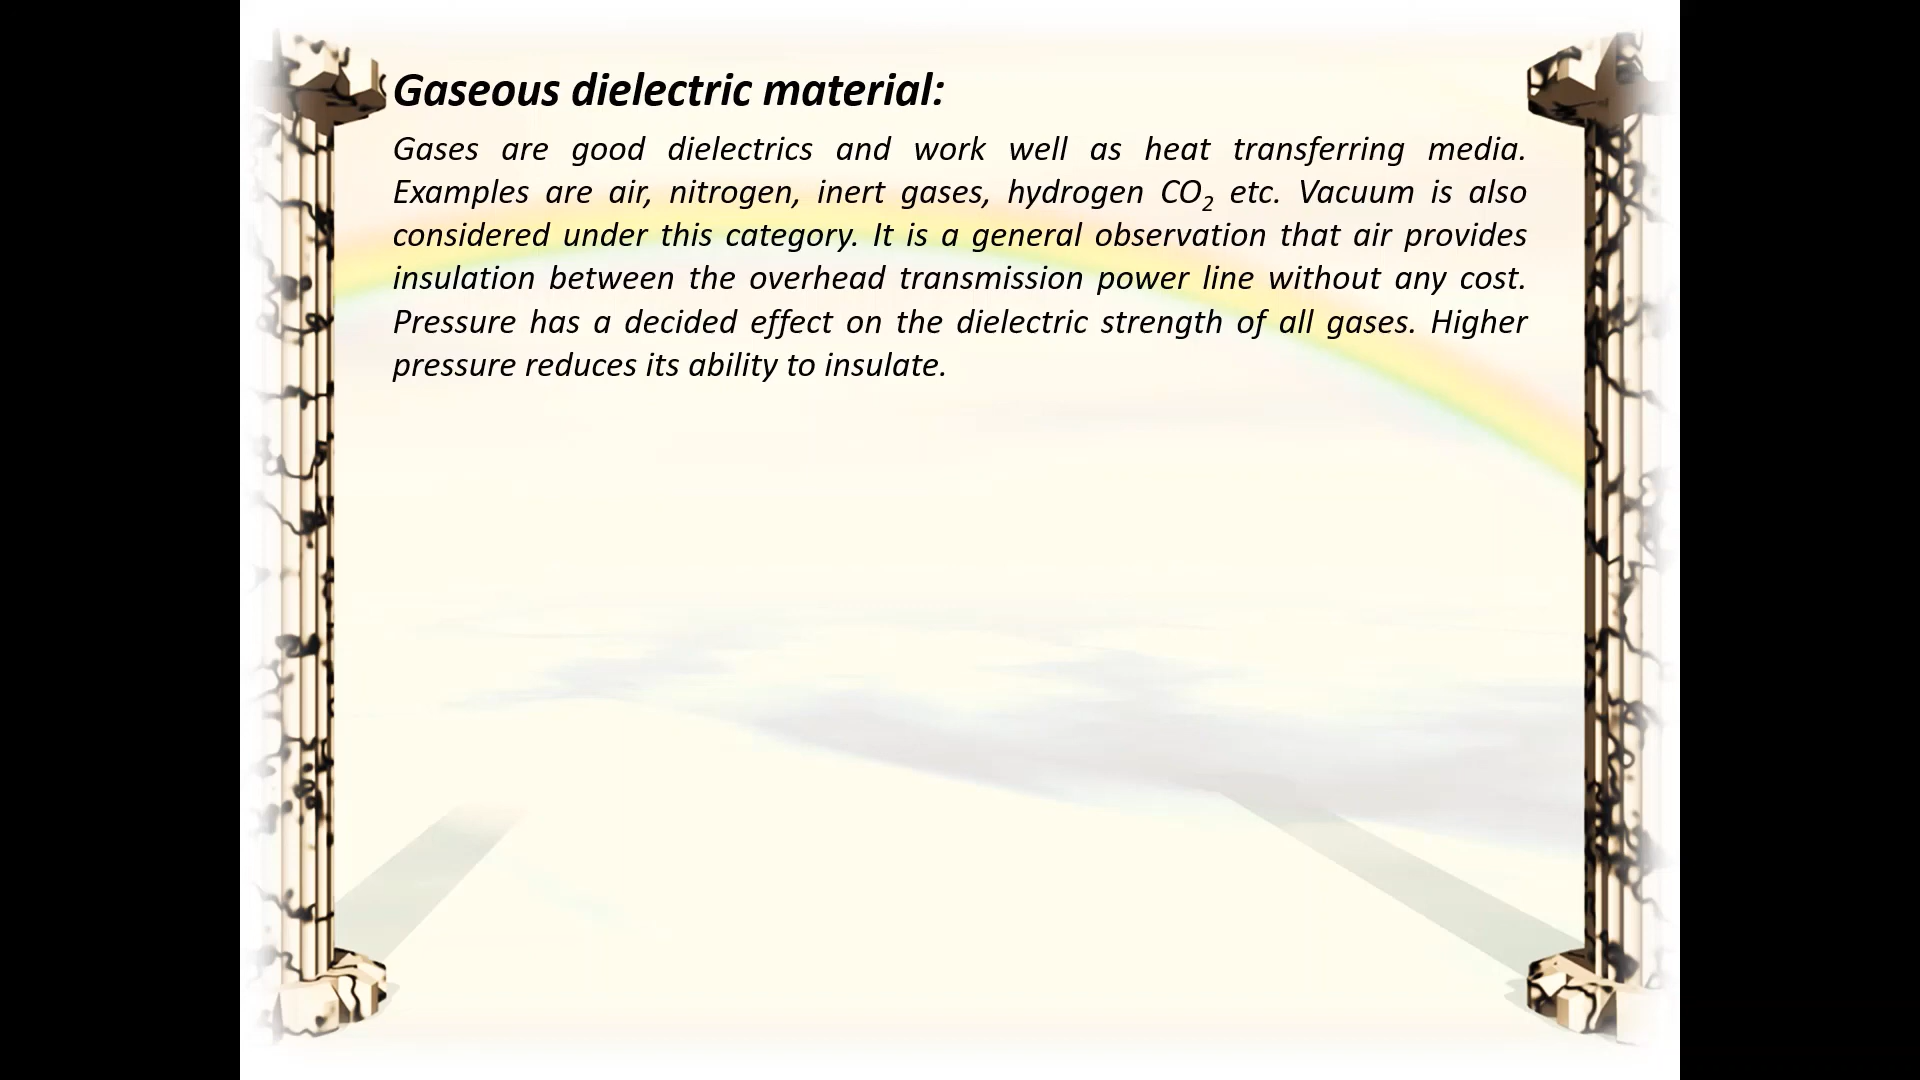 Gaseous dielectric material:
Gases are good dielectrics and work well as heat transferring media.
Examples are air, nitrogen, inert gases, hydrogen CO₂ etc. Vacuum is also
considered under this category. It is a general observation that air provides
insulation between the overhead transmission power line without any cost.
Pressure has a decided effect on the dielectric strength of all gases. Higher
pressure reduces its ability to insulate.